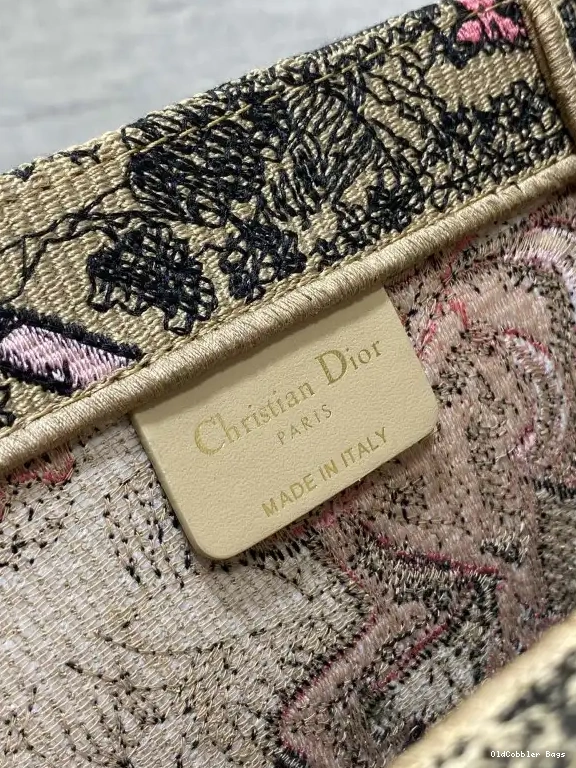 Christian Dior
PARIS
MADE IN ITALY
OldCobbler Bags